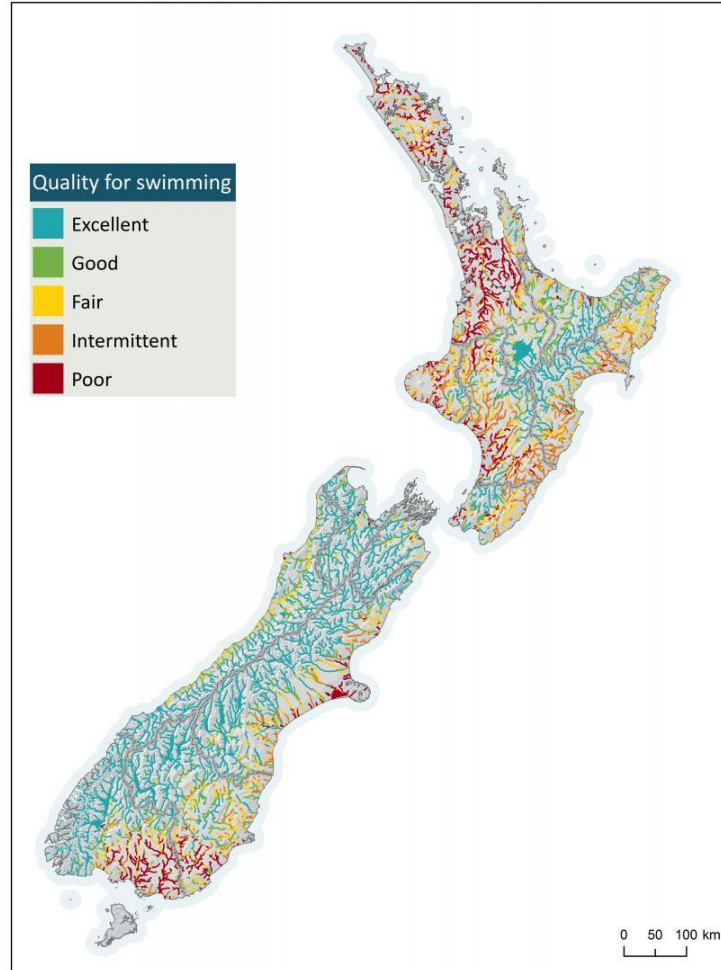 Quality for swimming
Excellent
Good
Fair
Intermittent
Poor
0 50 100 km